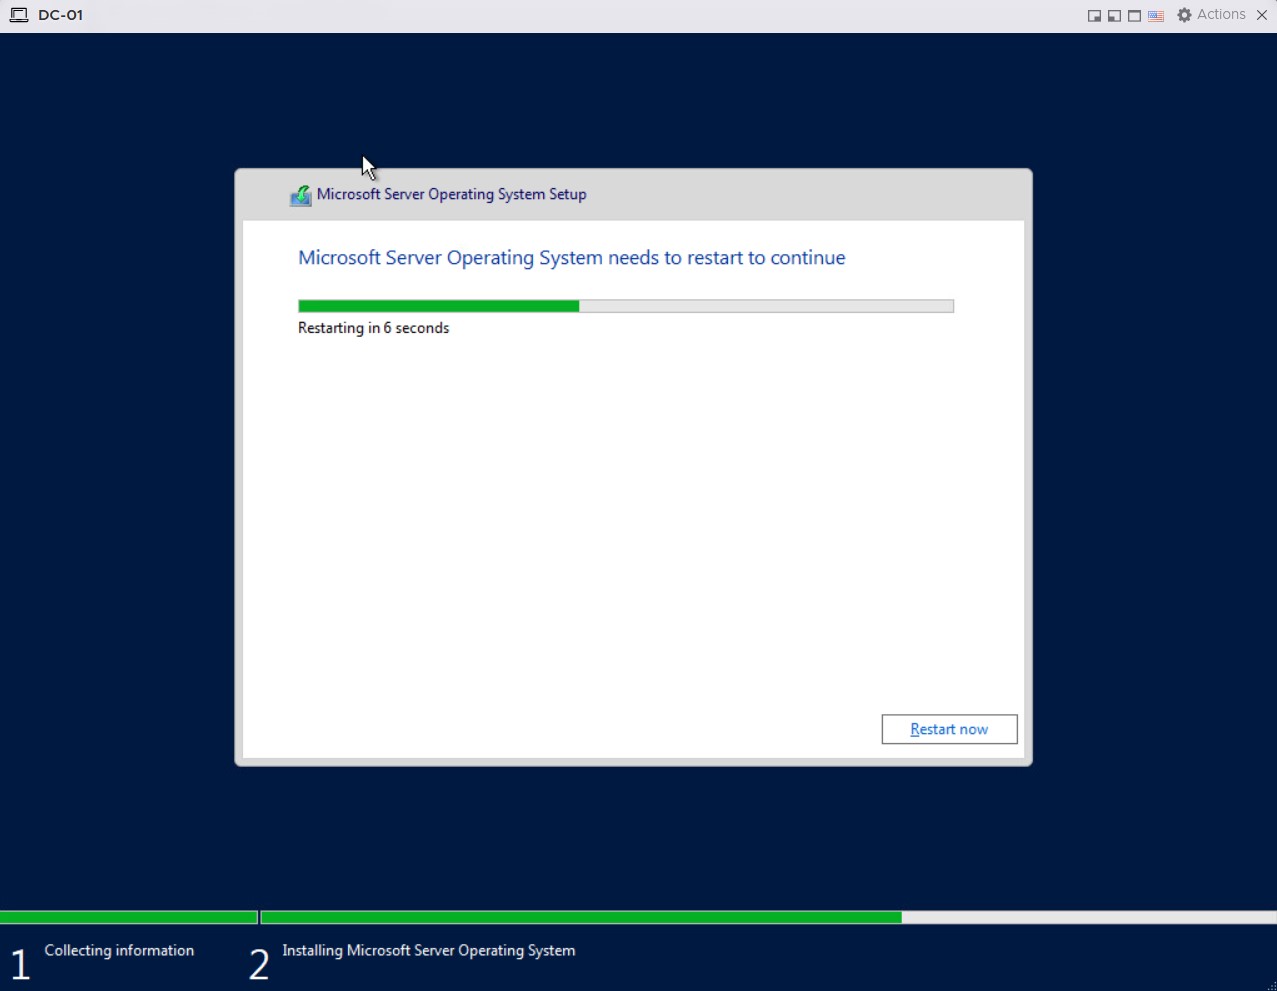 DC-01
Actions
Microsoft Server Operating System Setup
Microsoft Server Operating System needs to restart to continue
Restarting in 6 seconds
Restart now
1 Collecting information
2 Installing Microsoft Server Operating System